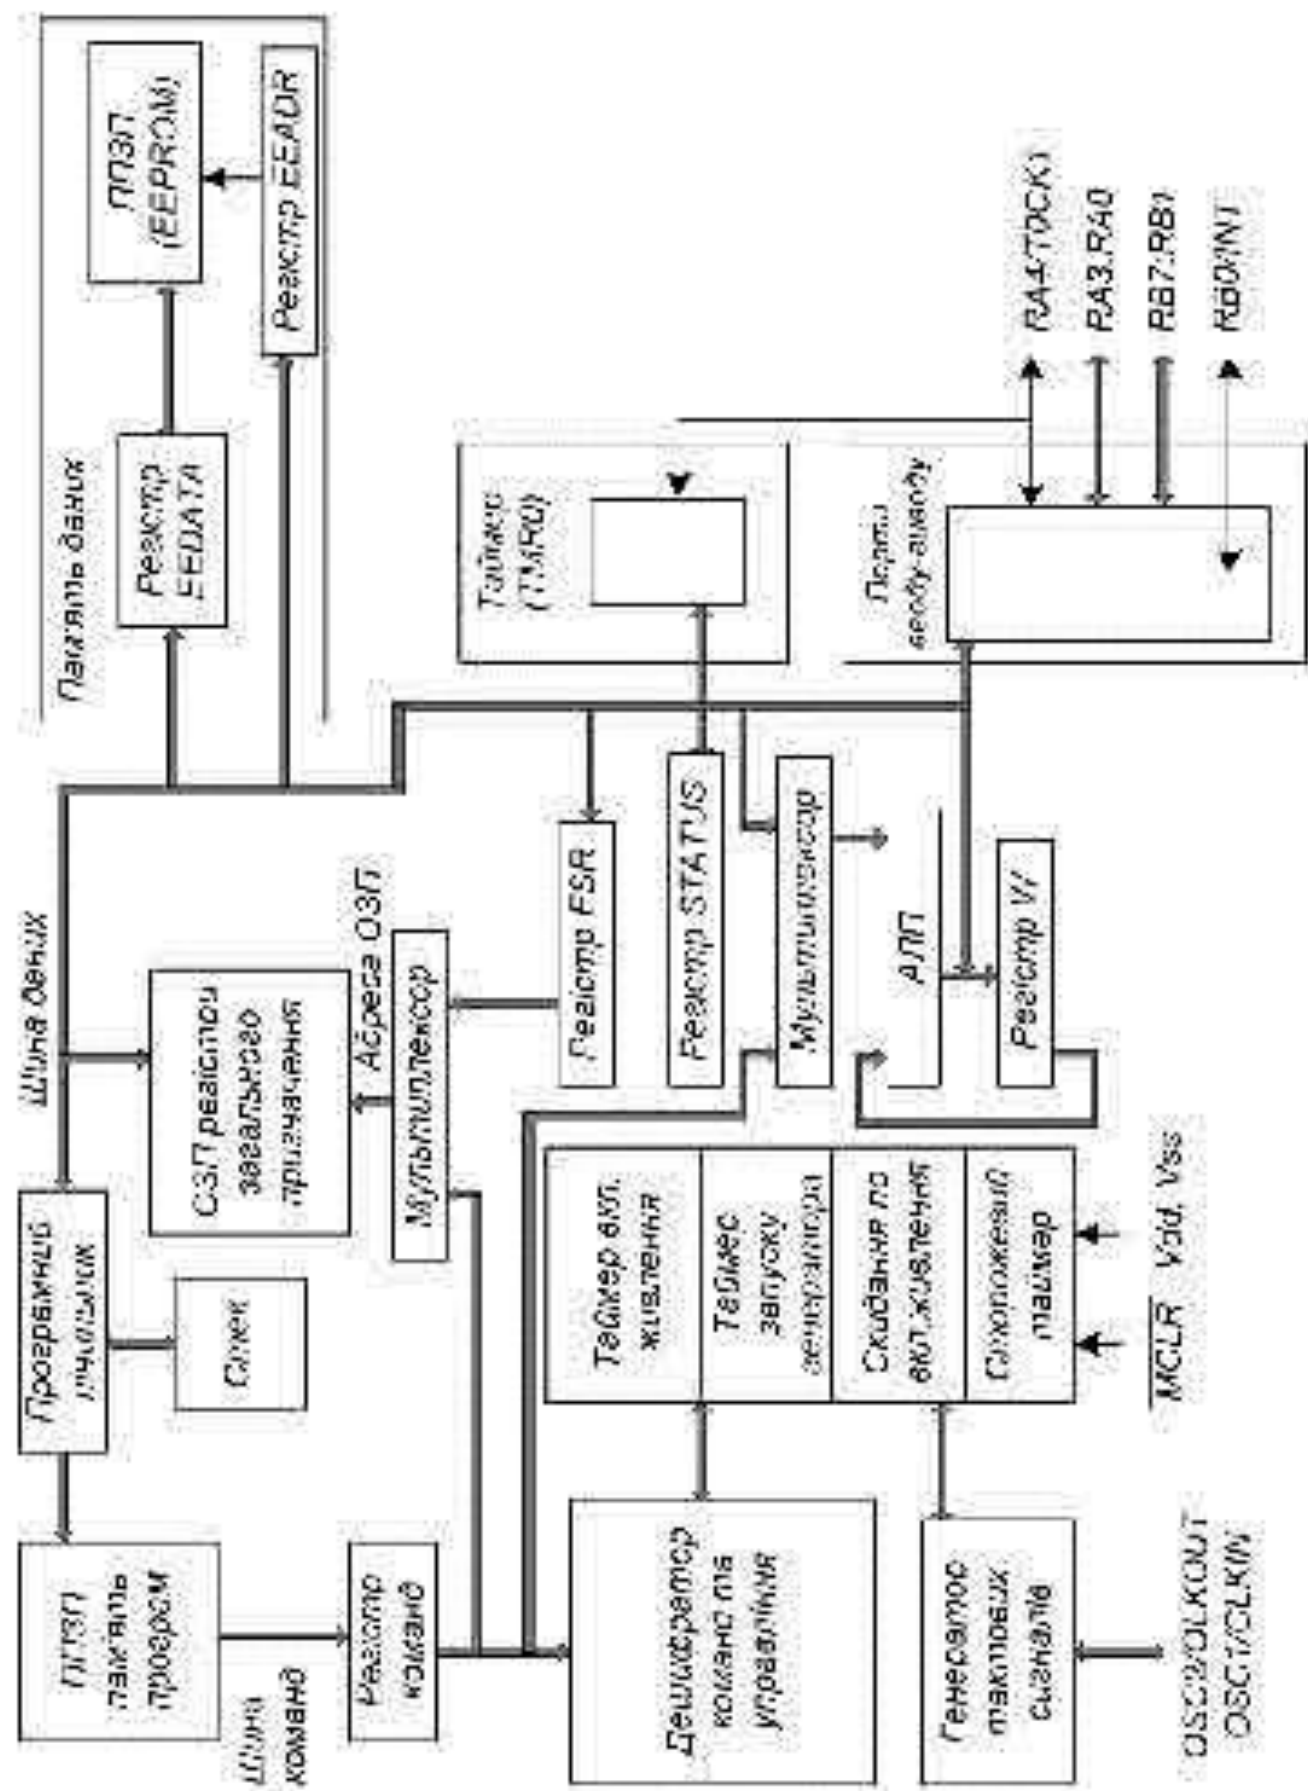 ППЗП
пам'ять
програм
Програмний
лічильник
Шина даних
Пам'ять даних
ППЗП
(EEPROM)
Стек
ОЗП регістри
загального
призначення
Регістр
EEDATA
Регістр EEADR
Шина
команд
Регістр
команд
Адреса ОЗП
Мультиплексор
Регістр FSR
Регістр STATUS
Мультиплексор
АЛП
Регістр W
Таймер
(TMR0)
Порти
вводу-виводу
RA4/TOCK1
RA3:RA0
RB7:RB1
RB0/INT
Дешифратор
команд та
управління
Таймер вкл.
живлення
Таймер
запуску
генератора
Скидання по
вкл.живлення
Сторожевий
таймер
Генератор
тактових
сигналів
MCLR Vdd, Vss
OSC2/CLKOUT
OSC1/CLKIN